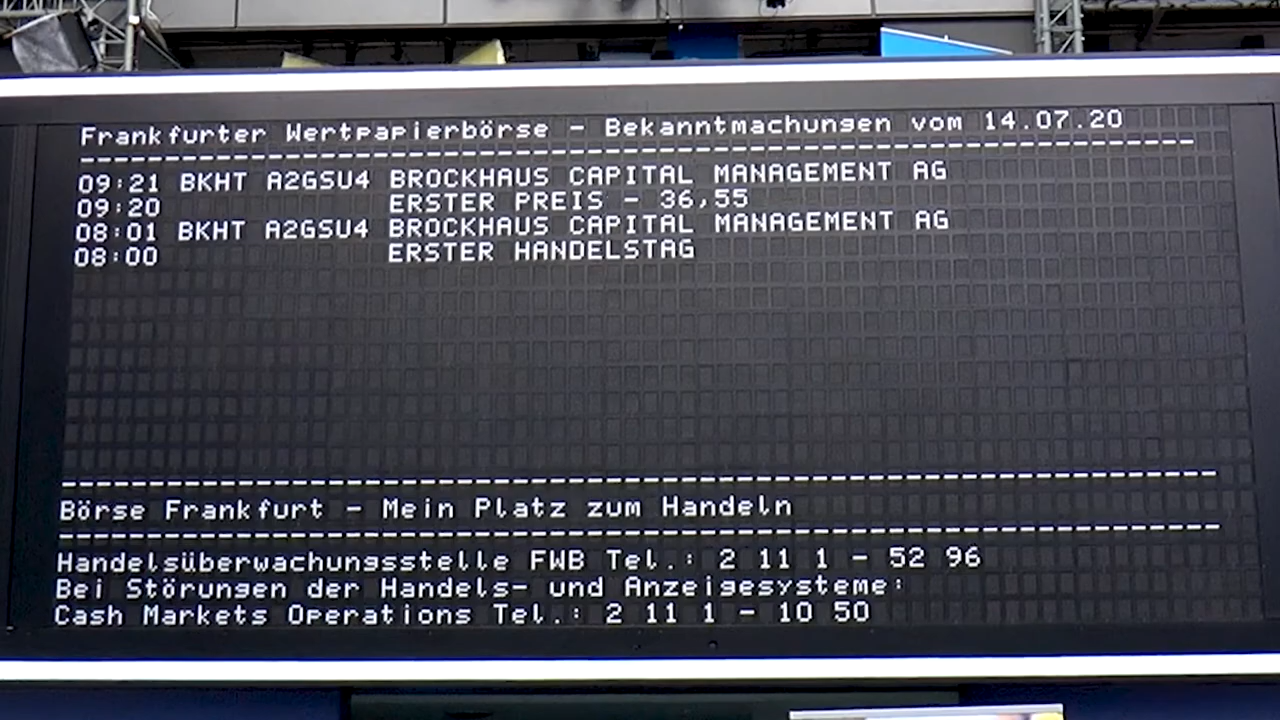 Frankfurter Wertpapierbörse - Bekanntmachungen vom 14.07.20
09:21 BKHT A2GSU4 BROCKHAUS CAPITAL MANAGEMENT AG
09:20 ERSTER PREIS - 36,55
08:01 BKHT A2GSU4 BROCKHAUS CAPITAL MANAGEMENT AG
08:00 ERSTER HANDELSTAG
Börse Frankfurt - Mein Platz zum Handeln
Handelsüberwachungsstelle FWB Tel.: 2 11 1 - 52 96
Bei Störungen der Handels- und Anzeigesysteme:
Cash Markets Operations Tel.: 2 11 1 - 10 50